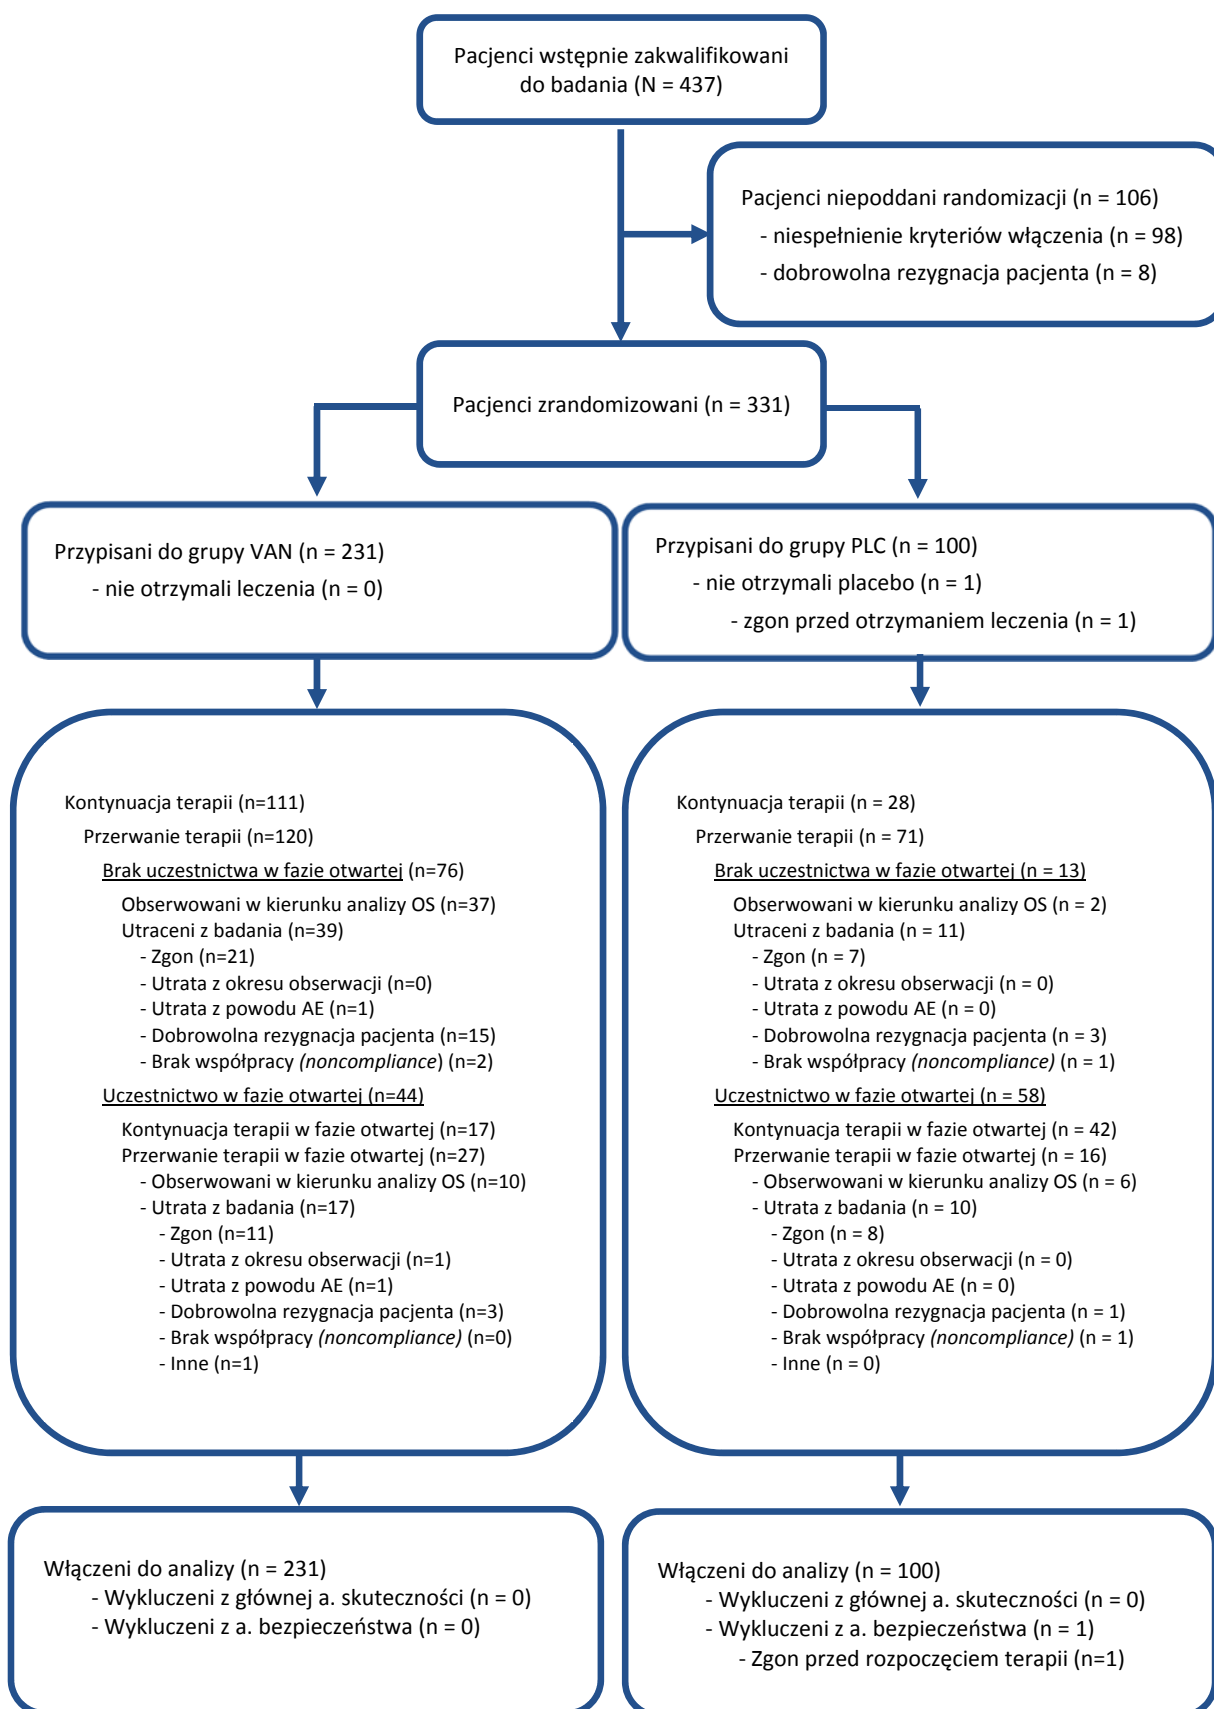 Pacjenci wstępnie zakwalifikowani
do badania (N = 437)
Pacjenci niepoddani randomizacji (n = 106)
- niespełnienie kryteriów włączenia (n = 98)
- dobrowolna rezygnacja pacjenta (n = 8)
Pacjenci zrandomizowani (n = 331)
Przypisani do grupy VAN (n = 231)
- nie otrzymali leczenia (n = 0)
Przypisani do grupy PLC (n = 100)
- nie otrzymali placebo (n = 1)
- zgon przed otrzymaniem leczenia (n = 1)
Kontynuacja terapii (n=111)
Przerwanie terapii (n=120)
Brak uczestnictwa w fazie otwartej (n=76)
Obserwowani w kierunku analizy OS (n=37)
Utraceni z badania (n=39)
- Zgon (n=21)
- Utrata z okresu obserwacji (n=0)
- Utrata z powodu AE (n=1)
- Dobrowolna rezygnacja pacjenta (n=15)
- Brak współpracy (noncompliance) (n=2)
Uczestnictwo w fazie otwartej (n=44)
Kontynuacja terapii w fazie otwartej (n=17)
Przerwanie terapii w fazie otwartej (n=27)
- Obserwowani w kierunku analizy OS (n=10)
- Utrata z badania (n=17)
- Zgon (n=11)
- Utrata z okresu obserwacji (n=1)
- Utrata z powodu AE (n=1)
- Dobrowolna rezygnacja pacjenta (n=3)
- Brak współpracy (noncompliance) (n=0)
- Inne (n=1)
Kontynuacja terapii (n = 28)
Przerwanie terapii (n = 71)
Brak uczestnictwa w fazie otwartej (n = 13)
Obserwowani w kierunku analizy OS (n = 2)
Utraceni z badania (n = 11)
- Zgon (n = 7)
- Utrata z okresu obserwacji (n = 0)
- Utrata z powodu AE (n = 0)
- Dobrowolna rezygnacja pacjenta (n = 3)
- Brak współpracy (noncompliance) (n = 1)
Uczestnictwo w fazie otwartej (n = 58)
Kontynuacja terapii w fazie otwartej (n = 42)
Przerwanie terapii w fazie otwartej (n = 16)
- Obserwowani w kierunku analizy OS (n = 6)
- Utrata z badania (n = 10)
- Zgon (n = 8)
- Utrata z okresu obserwacji (n = 0)
- Utrata z powodu AE (n = 0)
- Dobrowolna rezygnacja pacjenta (n = 1)
- Brak współpracy (noncompliance) (n = 1)
- Inne (n = 0)
Włączeni do analizy (n = 231)
- Wykluczeni z głównej a. skuteczności (n = 0)
- Wykluczeni z a. bezpieczeństwa (n = 0)
Włączeni do analizy (n = 100)
- Wykluczeni z głównej a. skuteczności (n = 0)
- Wykluczeni z a. bezpieczeństwa (n = 1)
- Zgon przed rozpoczęciem terapii (n=1)